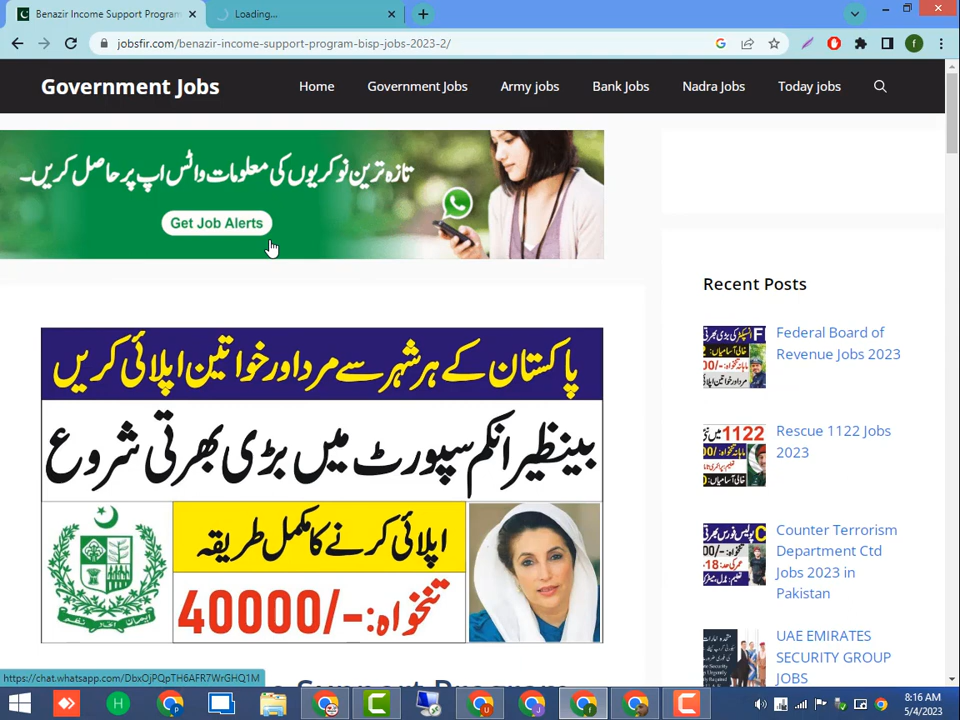 Benazir Income Support Program
Loading...
jobsfir.com/benazir-income-support-program-bisp-jobs-2023-2/
Government Jobs
Home
Government Jobs
Army jobs
Bank Jobs
Nadra Jobs
Today jobs
تازہ ترین نوکریوں کی معلومات واٹس اپ پر حاصل کریں۔
Get Job Alerts
پاکستان کے ہر شہر سے مرد اور خواتین اپلائی کریں
بینظیر انکم سپورٹ میں بڑی بھرتی شروع
اپلائی کرنے کا مکمل طریقہ
تنخواہ:-/40000
Recent Posts
Federal Board of
Revenue Jobs 2023
1122
Rescue 1122 Jobs
2023
Counter Terrorism
Department Ctd
Jobs 2023 in
Pakistan
UAE EMIRATES
SECURITY GROUP
JOBS
https://chat.whatsapp.com/DbxOjPQpTH6AFR7WrGHQ1M
8:16 AM
5/4/2023